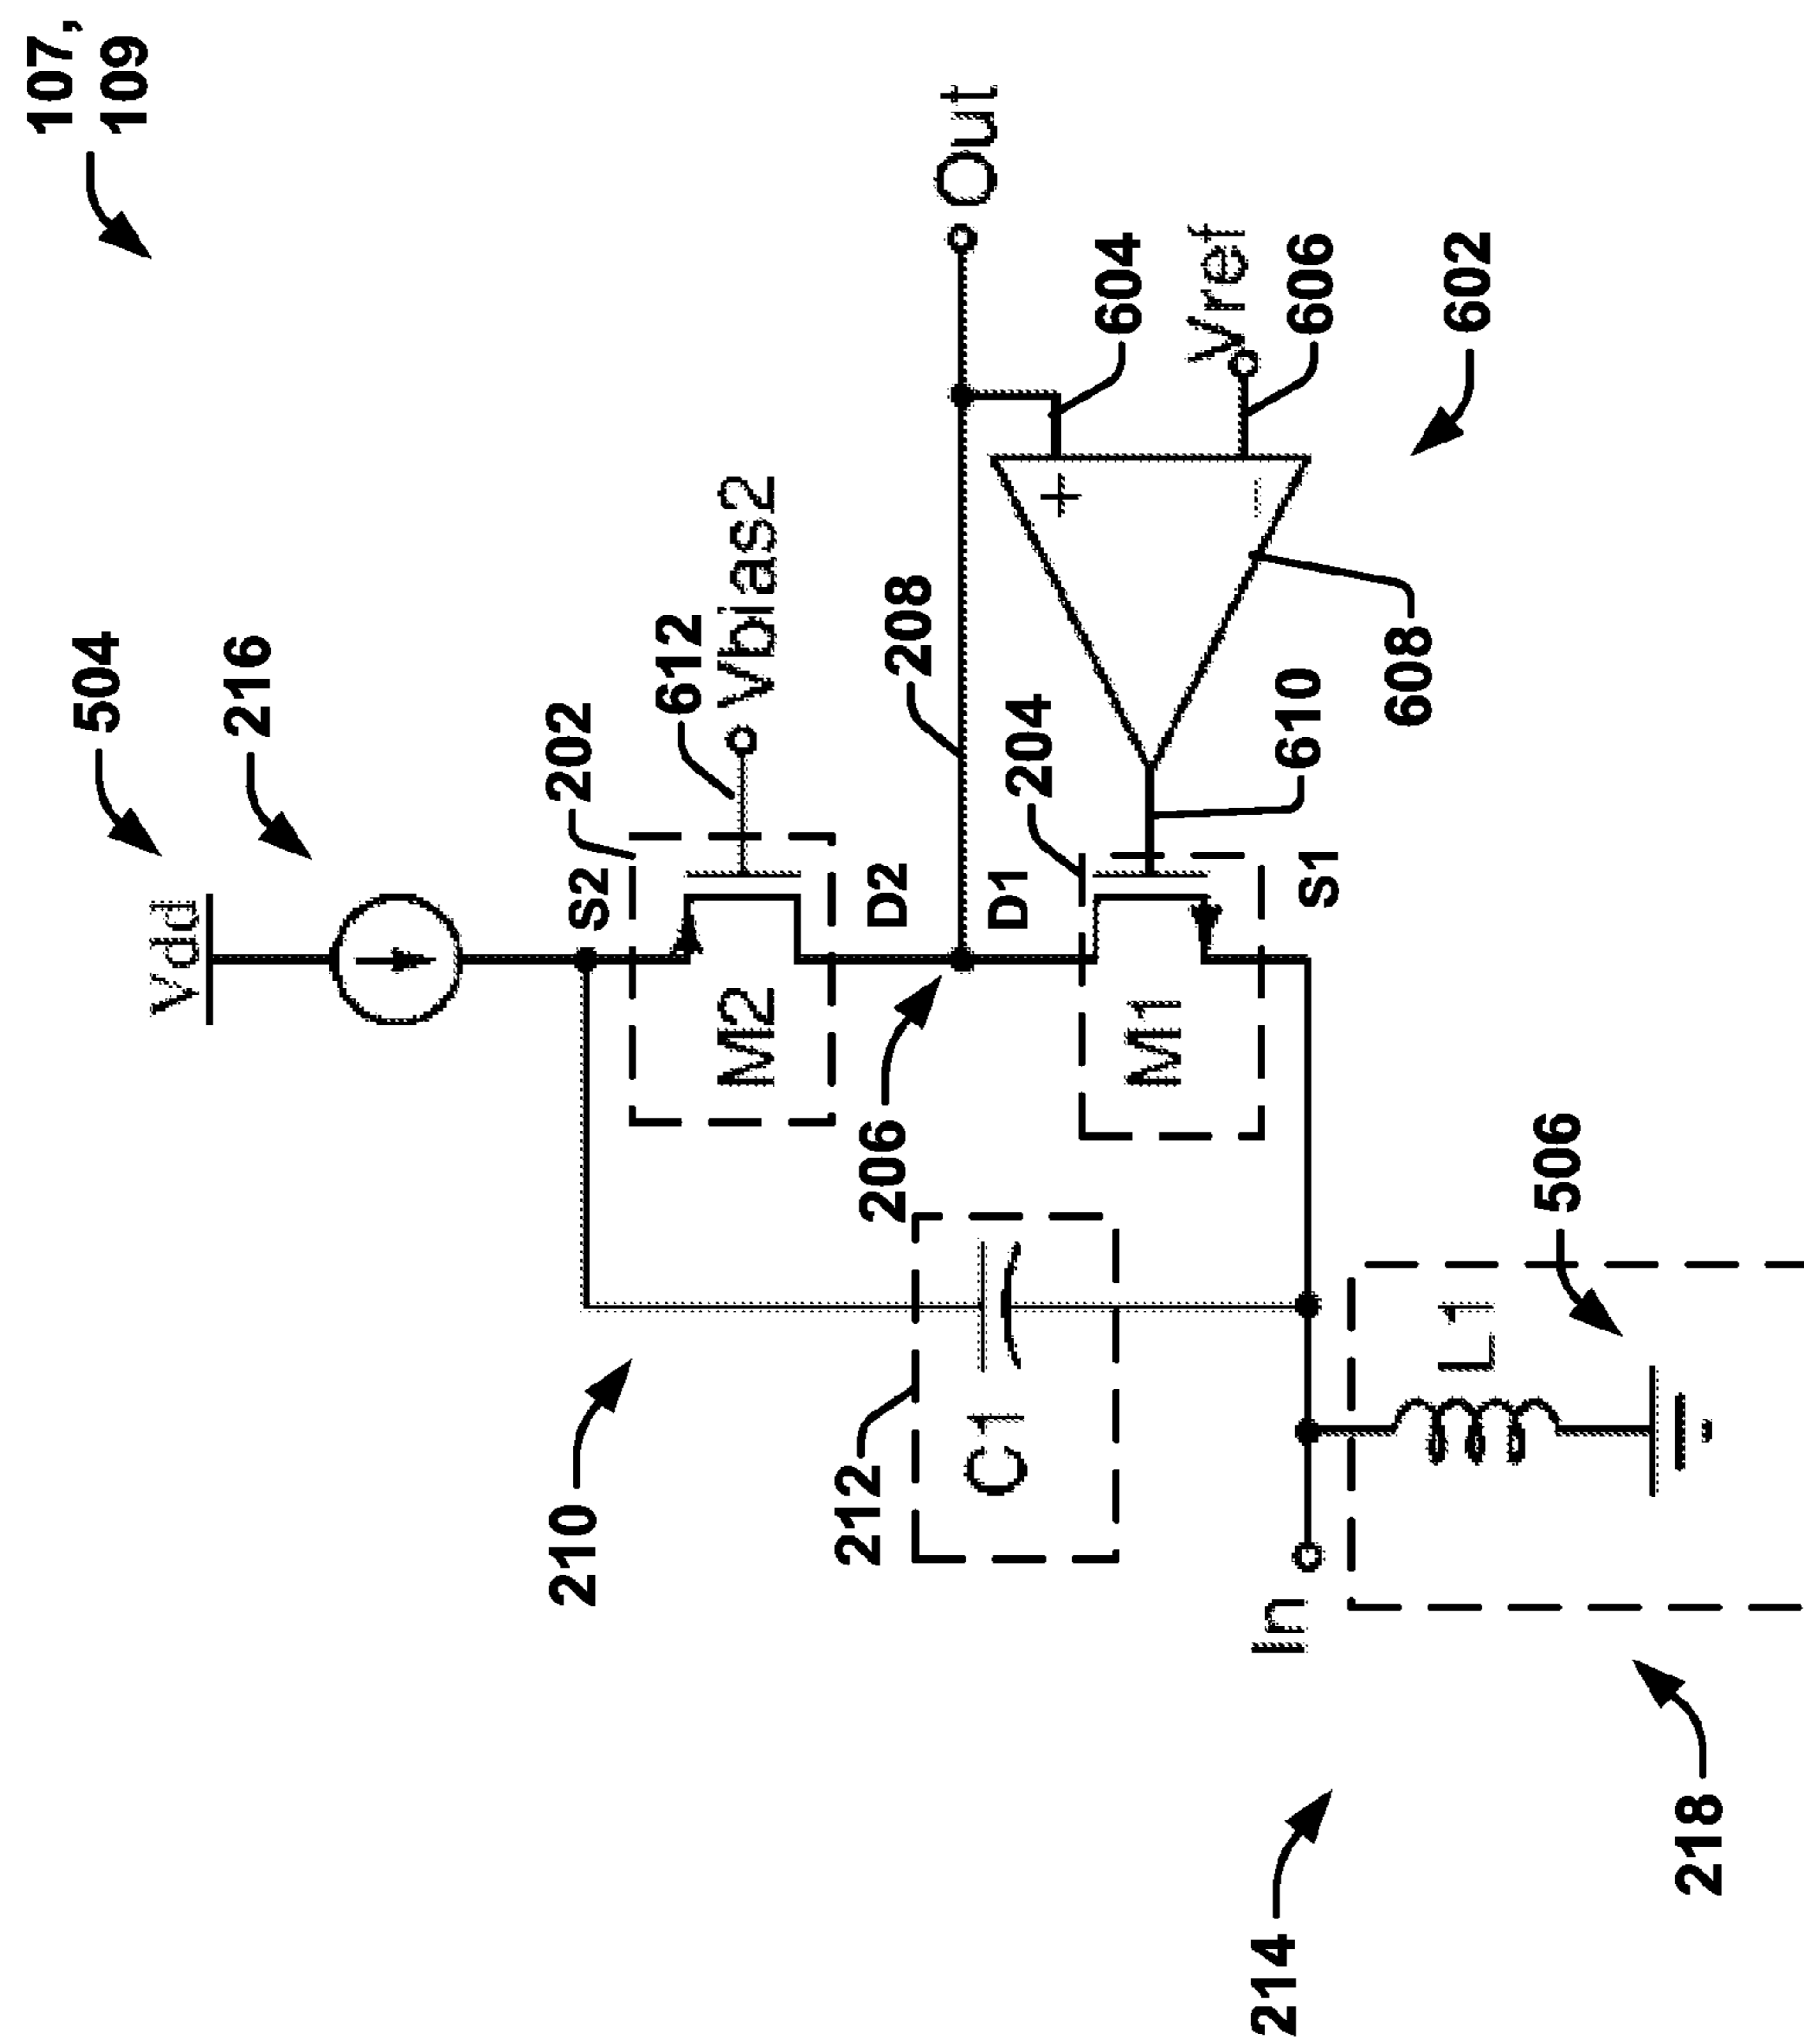 107,
109
504
216
Vdd
S2
202
612
Vbias2
M2
D2
208
Out
206
D1
204
604
Vref
606
602
M1
S1
610
608
210
212
C1
In
L1
506
214
218